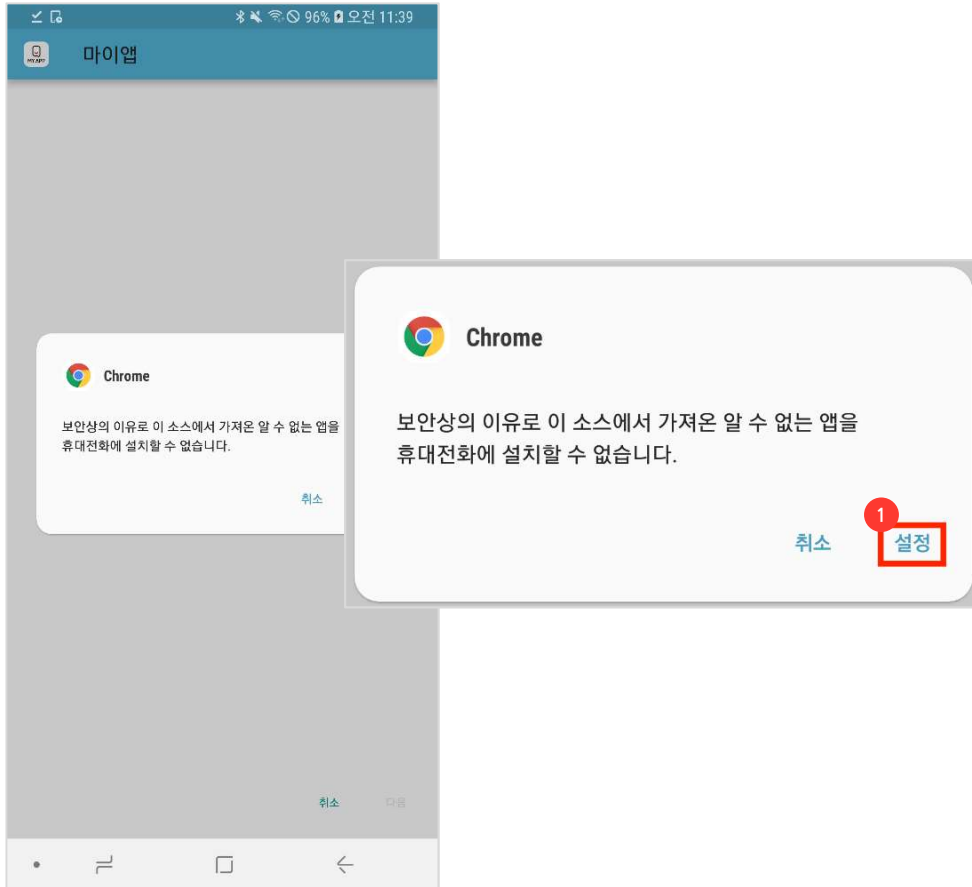 96% 오전 11:39
MY APP
마이앱
Chrome
보안상의 이유로 이 소스에서 가져온 알 수 없는 앱을
휴대전화에 설치할 수 없습니다.
취소
Chrome
보안상의 이유로 이 소스에서 가져온 알 수 없는 앱을
휴대전화에 설치할 수 없습니다.
1
취소 설정
취소 다음